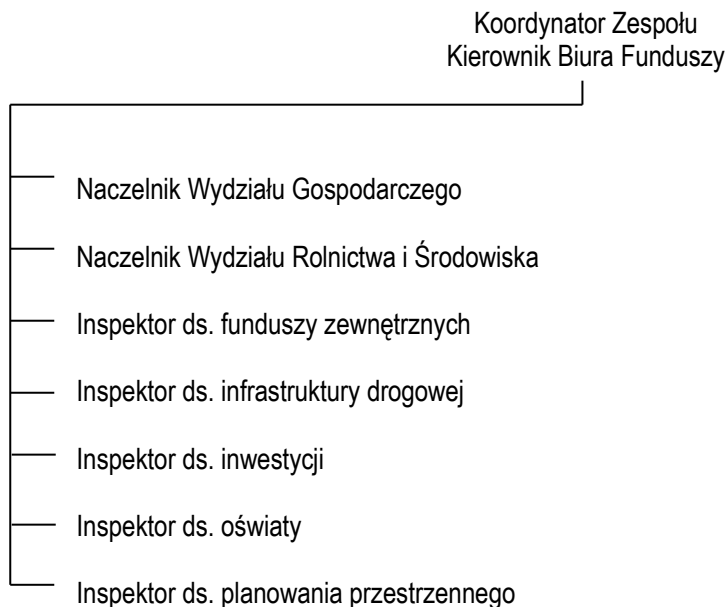 Koordynator Zespołu
Kierownik Biura Funduszy
Naczelnik Wydziału Gospodarczego
Naczelnik Wydziału Rolnictwa i Środowiska
Inspektor ds. funduszy zewnętrznych
Inspektor ds. infrastruktury drogowej
Inspektor ds. inwestycji
Inspektor ds. oświaty
Inspektor ds. planowania przestrzennego